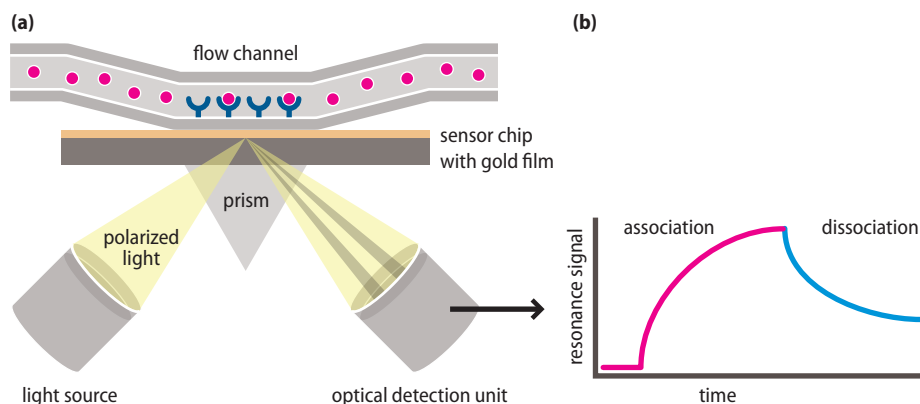 (a)
flow channel
sensor chip
with gold film
prism
polarized
light
light source
optical detection unit
(b)
association
dissociation
resonance signal
time